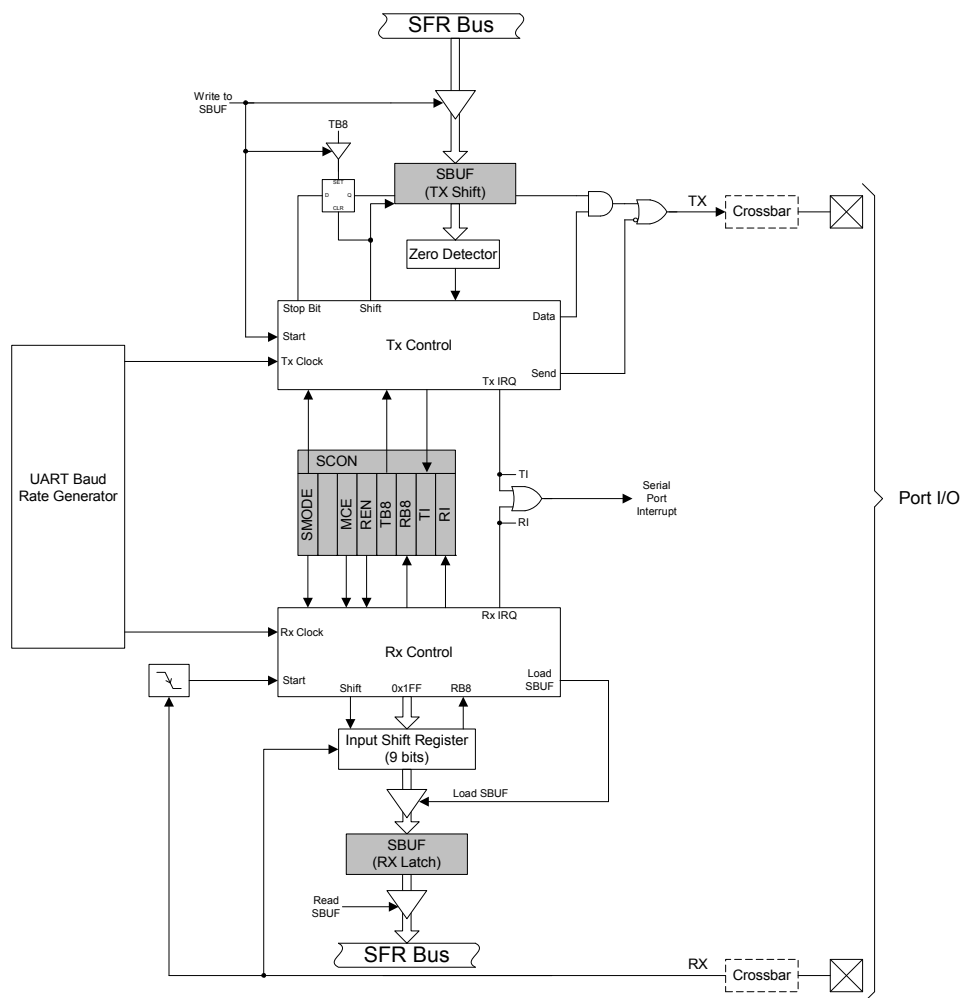 SFR Bus
Write to
SBUF
TB8
SET
D
Q
CLR
SBUF
(TX Shift)
TX
Crossbar
Zero Detector
Stop Bit
Shift
Data
Start
Tx Control
Tx Clock
Send
Tx IRQ
UART Baud
Rate Generator
SCON
SMODE
MCE
REN
TB8
RB8
TI
RI
TI
Serial
Port
Interrupt
RI
Port I/O
Rx IRQ
Rx Clock
Rx Control
Start
Load
SBUF
Shift
0x1FF
RB8
Input Shift Register
(9 bits)
Load SBUF
SBUF
(RX Latch)
Read
SBUF
SFR Bus
RX
Crossbar